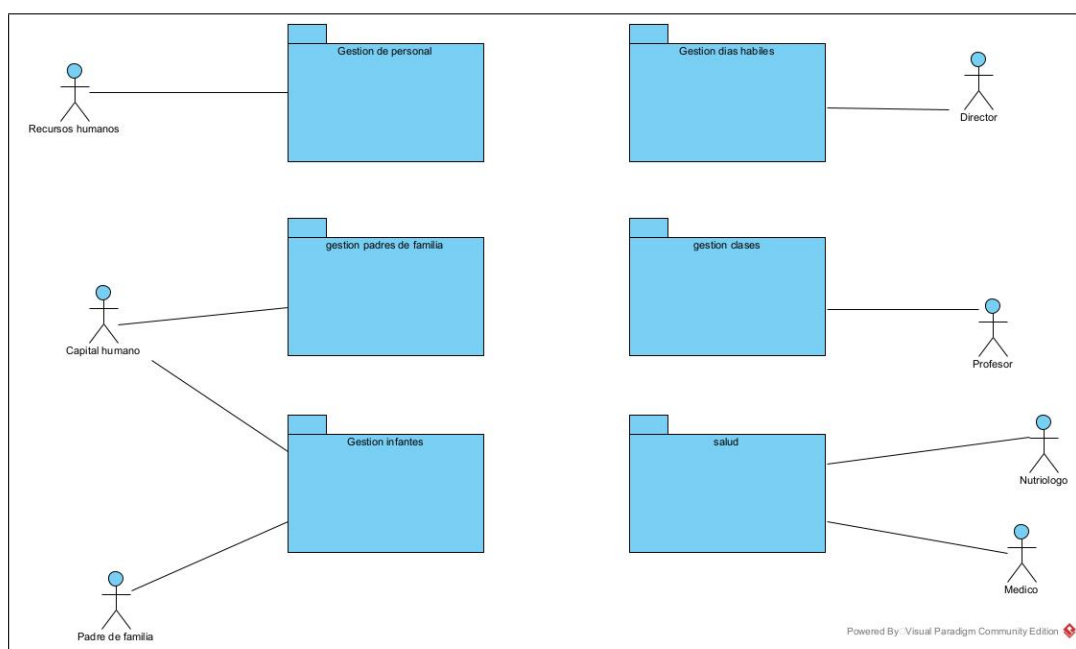 Gestion de personal
Gestion dias habiles
Recursos humanos
Director
gestion padres de familia
gestion clases
Capital humano
Profesor
Gestion infantes
salud
Nutriologo
Medico
Padre de familia
Powered By Visual Paradigm Community Edition